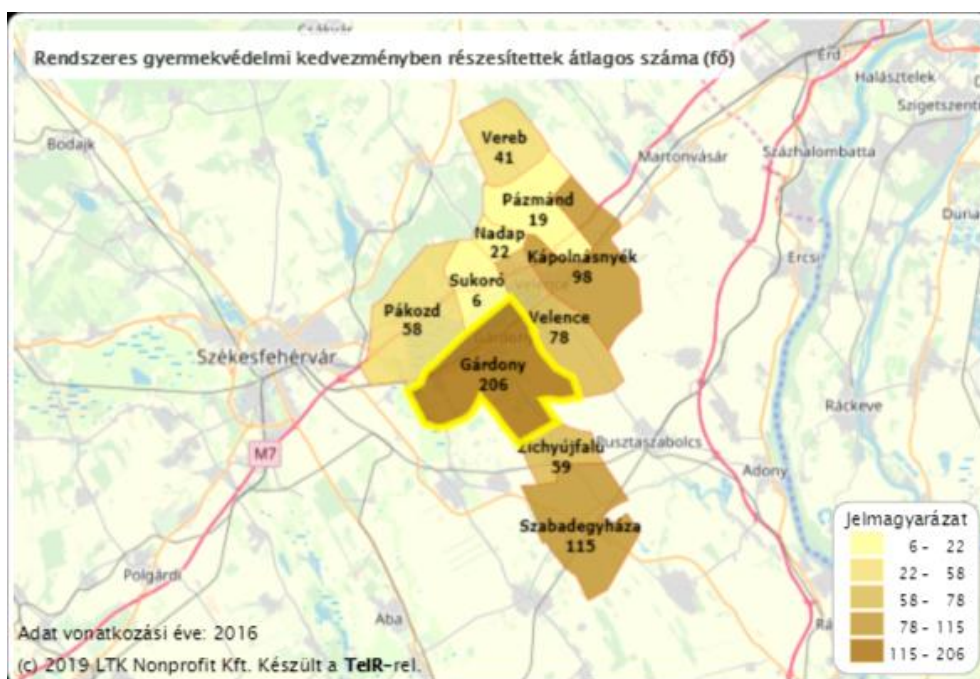 Rendszeres gyermekvédelmi kedvezményben részesítettek átlagos száma (fő)
Érd
Halásztelek
Bodajk
Vereb
41
Martonvásár
Százhalombatta
Pázmánd
19
Nadap
22
Kápolnásnyék
98
Ercsi
Sukoró
6
Pákozd
58
Velence
78
Székesfehérvár
Gárdony
206
Ráckeve
Zichyújfalu
59
Pusztaszabolcs
M7
Adony
Szabadegyháza
115
Polgárdi
Aba
Jelmagyarázat
6 - 22
22 - 58
58 - 78
78 - 115
115 - 206
Adat vonatkozási éve: 2016
(c) 2019 LTK Nonprofit Kft. Készült a TeIR-rel.